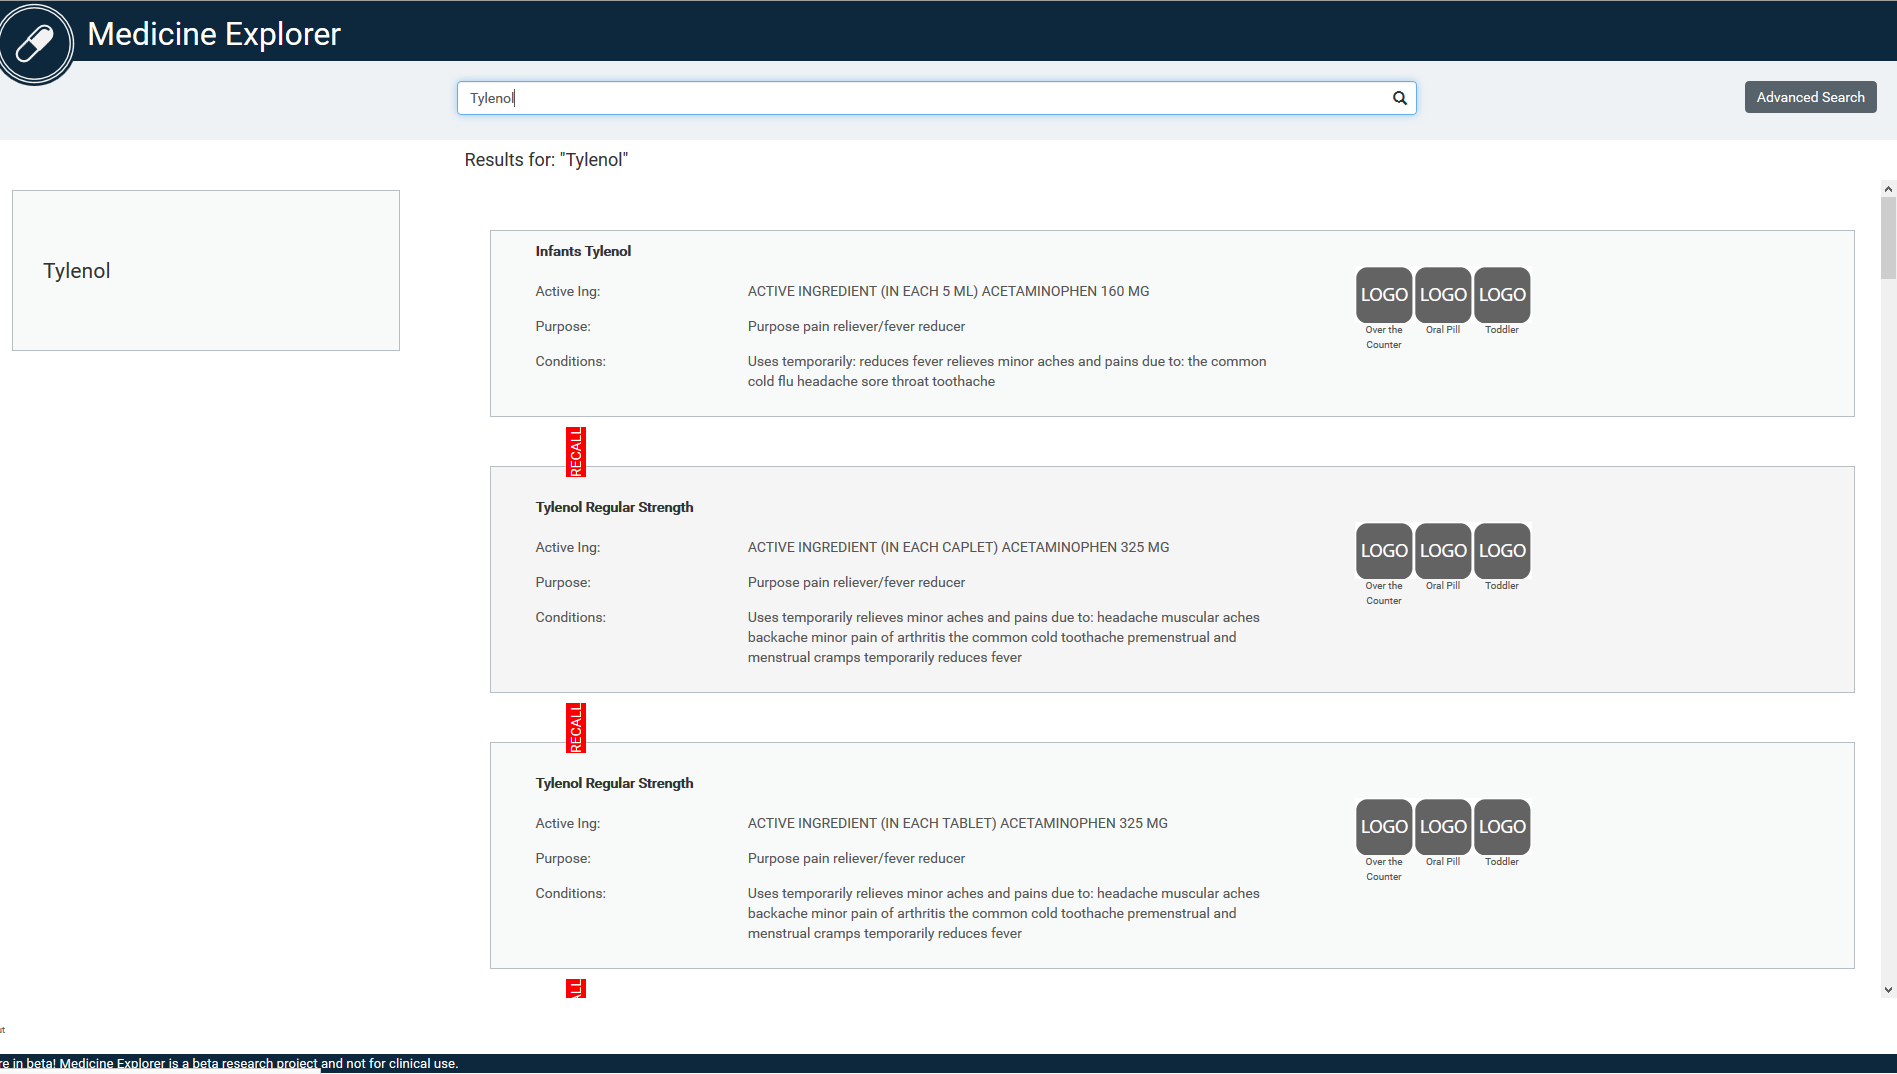 Medicine Explorer
Tylenol
Advanced Search
Results for: "Tylenol"
Tylenol
Infants Tylenol
Active Ing: ACTIVE INGREDIENT (IN EACH 5 ML) ACETAMINOPHEN 160 MG
Purpose: Purpose pain reliever/fever reducer
Conditions: Uses temporarily: reduces fever relieves minor aches and pains due to: the common
cold flu headache sore throat toothache
LOGO LOGO LOGO
Over the Oral Pill Toddler
Counter
RECALL
Tylenol Regular Strength
Active Ing: ACTIVE INGREDIENT (IN EACH CAPLET) ACETAMINOPHEN 325 MG
Purpose: Purpose pain reliever/fever reducer
Conditions: Uses temporarily relieves minor aches and pains due to: headache muscular aches
backache minor pain of arthritis the common cold toothache premenstrual and
menstrual cramps temporarily reduces fever
LOGO LOGO LOGO
Over the Oral Pill Toddler
Counter
RECALL
Tylenol Regular Strength
Active Ing: ACTIVE INGREDIENT (IN EACH TABLET) ACETAMINOPHEN 325 MG
Purpose: Purpose pain reliever/fever reducer
Conditions: Uses temporarily relieves minor aches and pains due to: headache muscular aches
backache minor pain of arthritis the common cold toothache premenstrual and
menstrual cramps temporarily reduces fever
LOGO LOGO LOGO
Over the Oral Pill Toddler
Counter
ALL
re in beta! Medicine Explorer is a beta research project and not for clinical use.